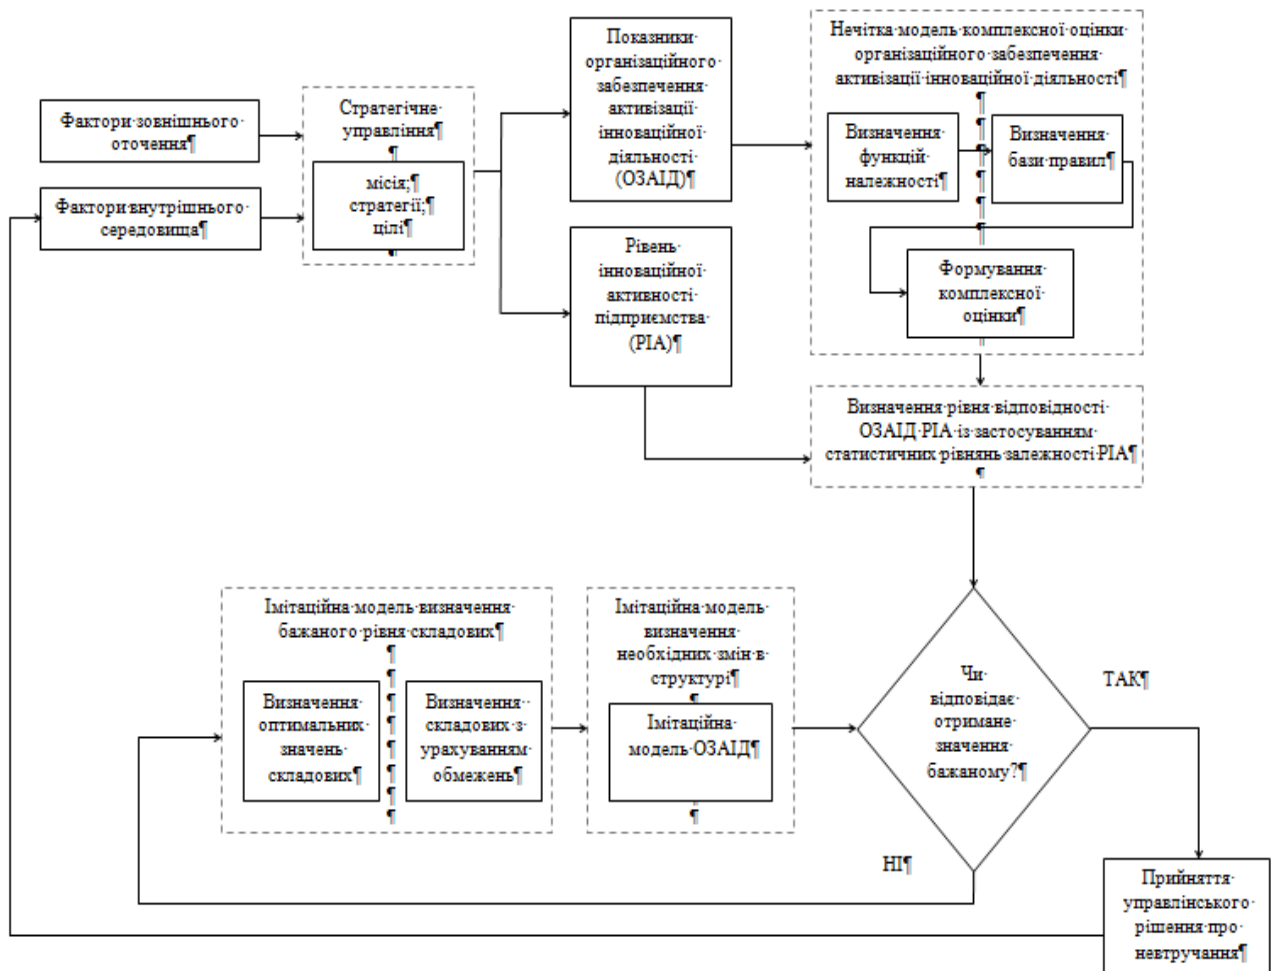 Фактори·зовнішнього·
оточення¶
Фактори·внутрішнього·
середовища¶
Стратегічне·
управління¶
¶
місія;¶
стратегії;¶
цілі¶
¶
Показники·
організаційного·
забезпечення·
активізації·
інноваційної·
діяльності·
(ОЗАІД)¶
Рівень·
інноваційної·
активності·
підприємства·
(РІА)¶
Нечітка·модель·комплексної·оцінки·
організаційного·забезпечення·
активізації·інноваційної·діяльності¶
¶
¶
¶
¶
¶
¶
¶
Визначення·
функцій·
належності¶
Визначення·
бази·правил¶
Формування·
комплексної·
оцінки¶
Визначення·рівня·відповідності·
ОЗАІД·РІА·із·застосуванням·
статистичних·рівнянь·залежності·РІА¶
¶
Імітаційна·модель·визначення·
бажаного·рівня·складових¶
¶
¶
¶
¶
¶
¶
¶
¶
Визначення·
оптимальних·
значень·
складових¶
Визначення··
складових·з·
урахуванням·
обмежень¶
Імітаційна·модель·
визначення·
необхідних·змін·в·
структурі¶
¶
Імітаційна·
модель·ОЗАІД¶
¶
¶
Чи·
відповідає·
отримане·
значення·
бажаному?¶
ТАК¶
НІ¶
Прийняття·
управлінського·
рішення·про·
невтручання¶